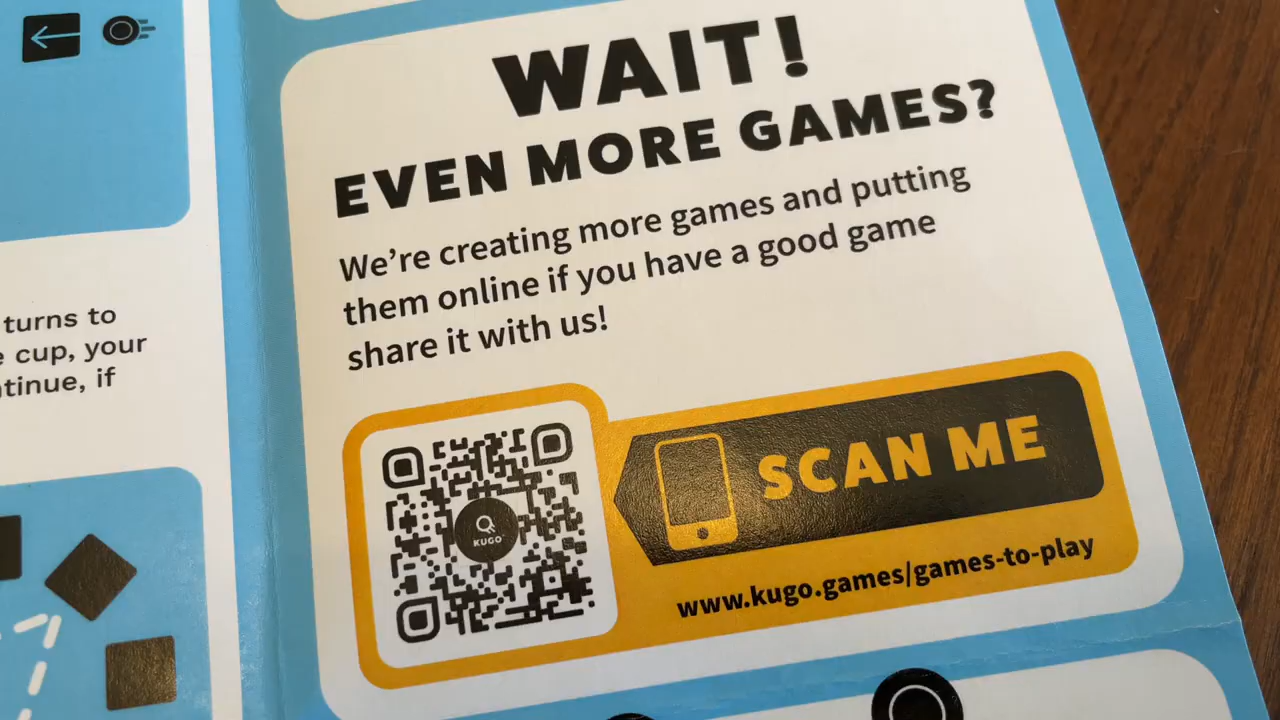 WAIT!
EVEN MORE GAMES?
We're creating more games and putting
them online if you have a good game
share it with us!
turns to
cup, your
if
KUGO
SCAN ME
www.kugo.games/games-to-play